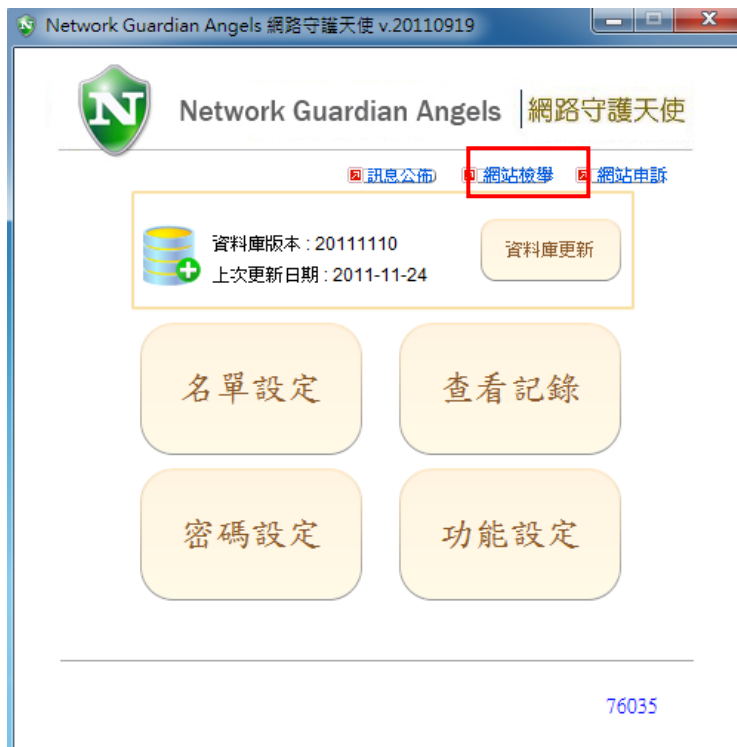 Network Guardian Angels 網路守護天使 v.20110919
N Network Guardian Angels 網路守護天使
訊息公佈 網站檢舉 網站申訴
資料庫版本 : 20111110
上次更新日期 : 2011-11-24
資料庫更新
名單設定 查看記錄
密碼設定 功能設定
76035